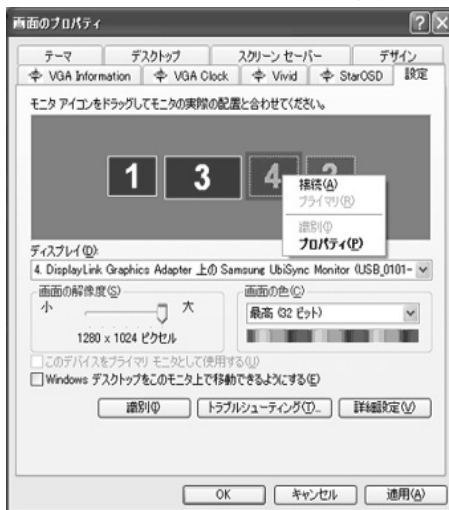 画面のプロパティ
テーマ デスクトップ スクリーン セーバー デザイン
VGA Information VGA Clock Vivid StarOSD 設定
モニタ アイコンをドラッグしてモニタの実際の配置と合わせてください。
1 3 4 2
接続(A)
プライマリ(R)
識別(I)
プロパティ(P)
ディスプレイ(D):
4. DisplayLink Graphics Adapter 上の Samsung UbiSync Monitor (USB_0101-
画面の解像度(S)
小 大
1280 x 1024 ピクセル
画面の色(C)
最高 (32 ビット)
このデバイスをプライマリ モニタとして使用する(U)
Windows デスクトップをこのモニタ上で移動できるようにする(E)
識別(I) トラブルシューティング(T)... 詳細設定(V)
OK キャンセル 適用(A)